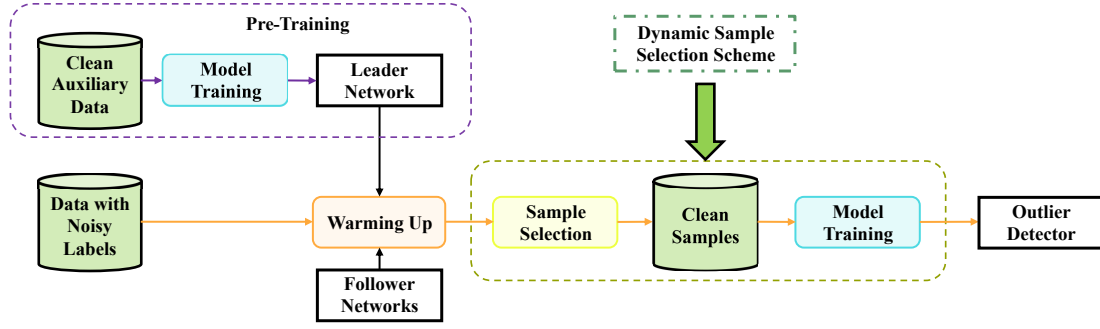 Pre-Training
Clean
Auxiliary
Data
Model
Training
Leader
Network
Dynamic Sample
Selection Scheme
Data with
Noisy
Labels
Warming Up
Follower
Networks
Sample
Selection
Clean
Samples
Model
Training
Outlier
Detector